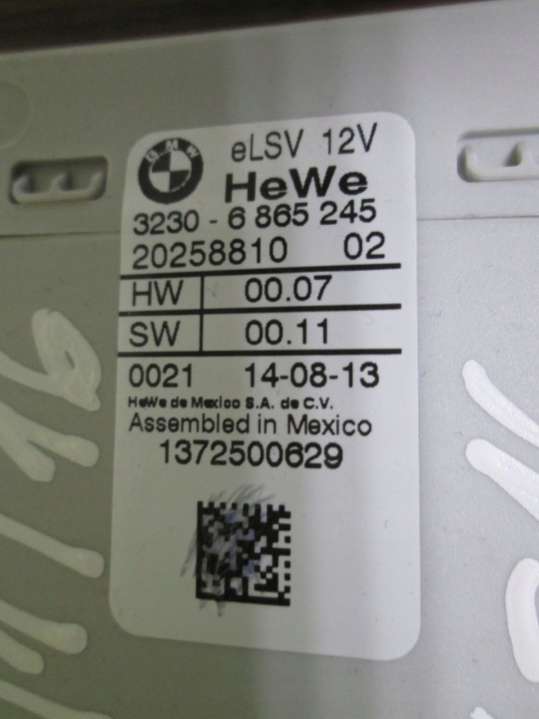 BMW
eLSV 12V
HeWe
3230 - 6 865 245
20258810 02
HW 00.07
SW 00.11
0021 14-08-13
HeWe de Mexico S.A. de C.V.
Assembled in Mexico
1372500629